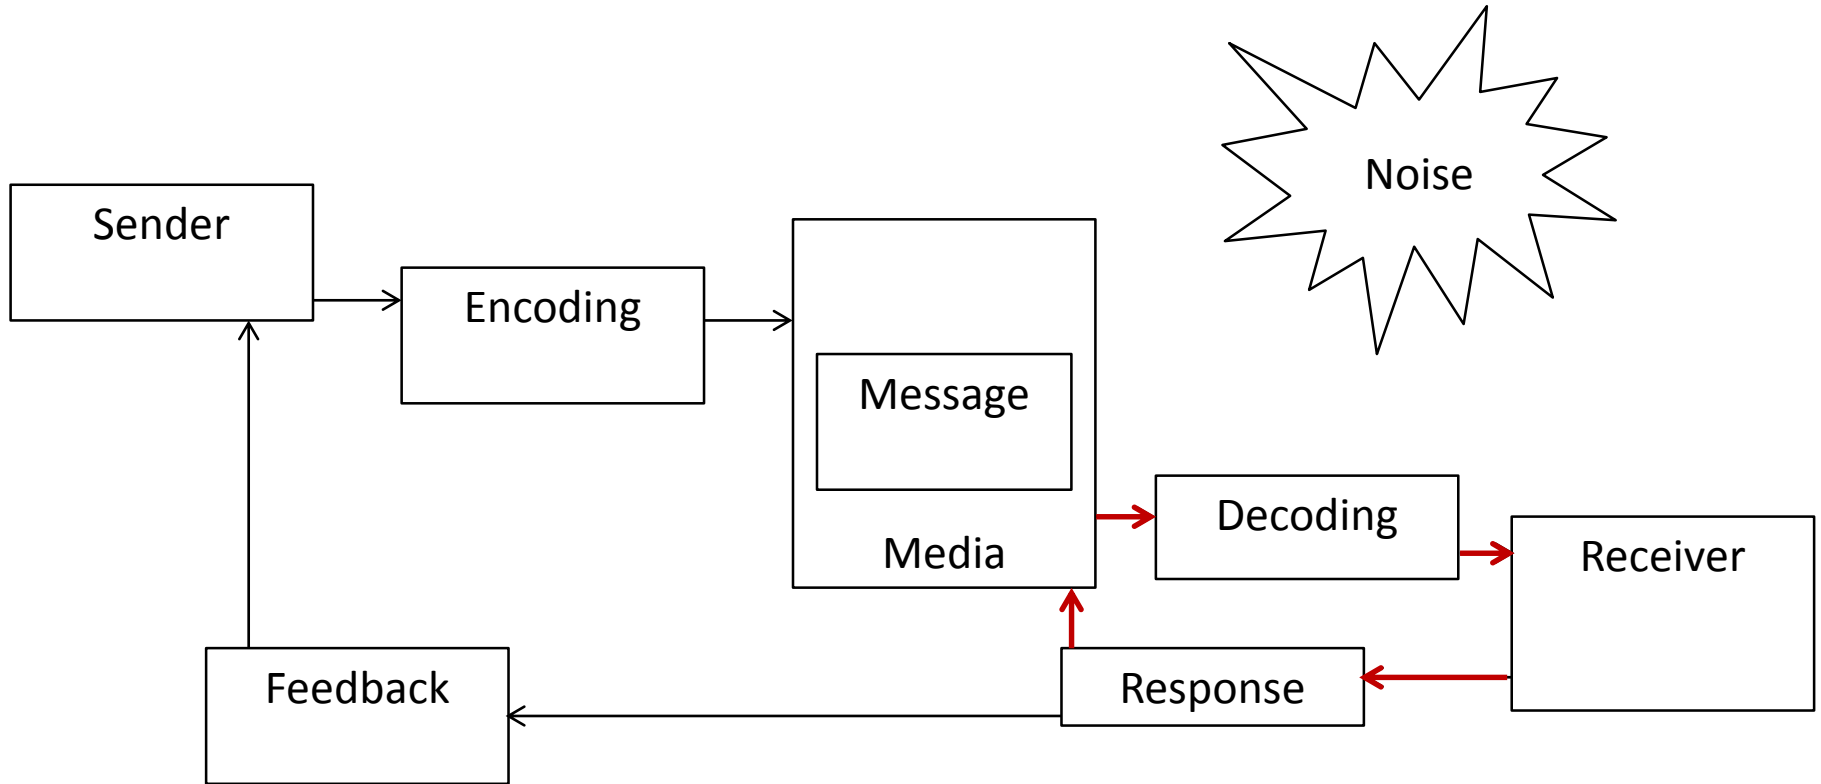 Noise
Sender
Encoding
Message
Media
Decoding
Receiver
Feedback
Response